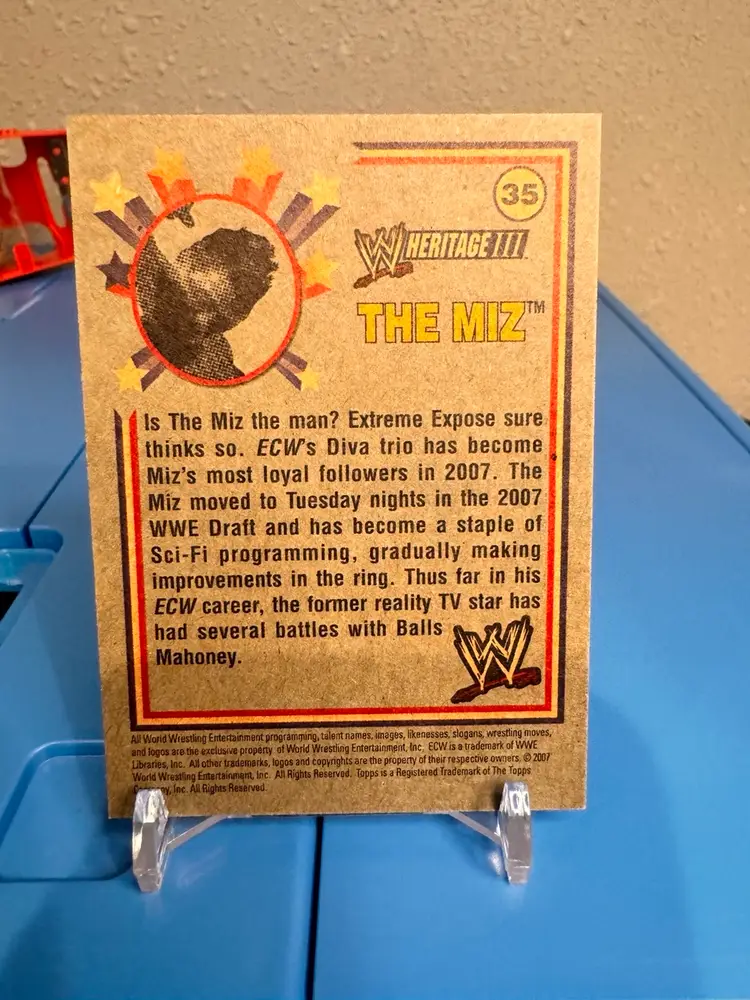 35
W HERITAGE III
THE MIZ™
Is The Miz the man? Extreme Expose sure
thinks so. ECW's Diva trio has become
Miz's most loyal followers in 2007. The
Miz moved to Tuesday nights in the 2007
WWE Draft and has become a staple of
Sci-Fi programming, gradually making
improvements in the ring. Thus far in his
ECW career, the former reality TV star has
had several battles with Balls
Mahoney.
W
All World Wrestling Entertainment programming, talent names, images, likenesses, slogans, wrestling moves,
and logos are the exclusive property of World Wrestling Entertainment, Inc. ECW is a trademark of WWE
Libraries, Inc. All other trademarks, logos and copyrights are the property of their respective owners. © 2007
World Wrestling Entertainment, Inc. All Rights Reserved. Topps is a Registered Trademark of The Topps
Company, Inc. All Rights Reserved.